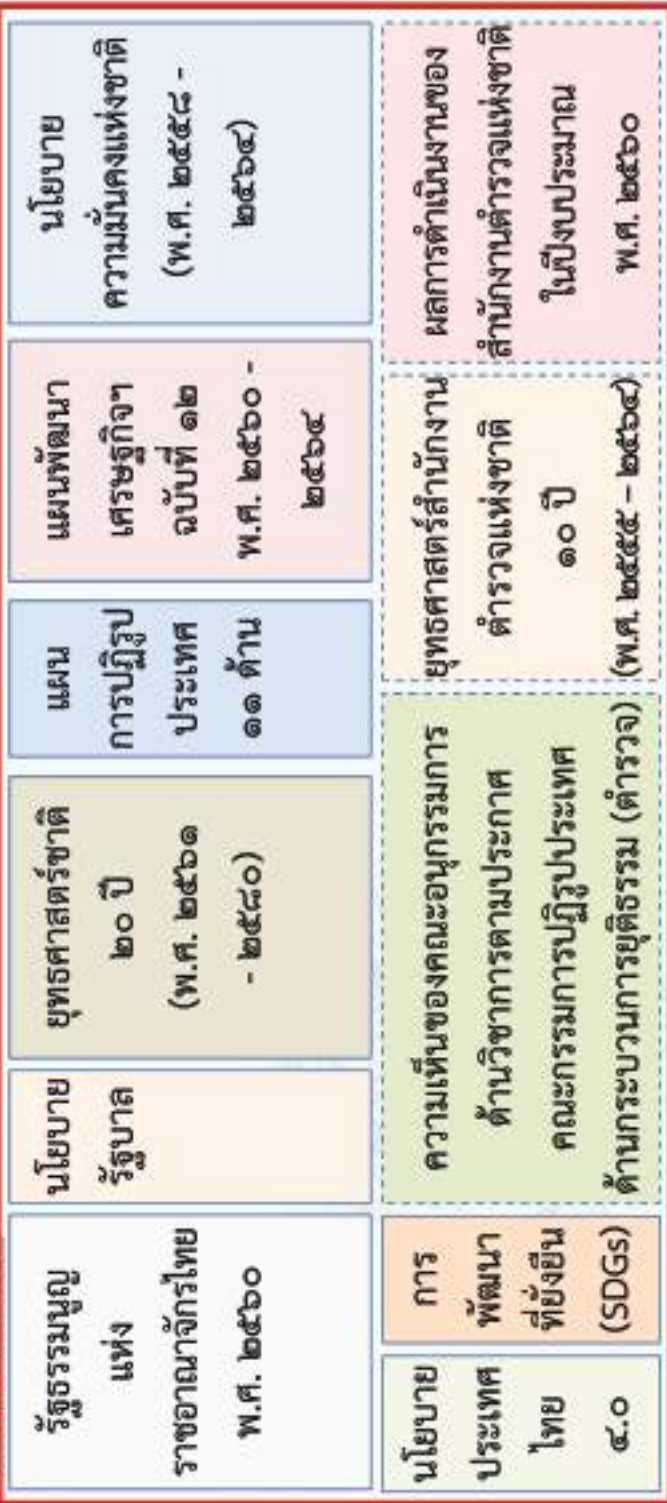 รัฐธรรมนูญ
แห่ง
ราชอาณาจักรไทย
พ.ศ. ๒๕๖๐
นโยบาย
รัฐบาล
ยุทธศาสตร์ชาติ
๒๐ ปี
(พ.ศ. ๒๕๖๑
- ๒๕๘๐)
แผน
การปฏิรูป
ประเทศ
๑๑ ด้าน
แผนพัฒนา
เศรษฐกิจฯ
ฉบับที่ ๑๒
พ.ศ. ๒๕๖๐ -
๒๕๖๔
นโยบาย
ความมั่นคงแห่งชาติ
(พ.ศ. ๒๕๕๘ -
๒๕๖๔)
นโยบาย
ประเทศ
ไทย
๔.๐
การ
พัฒนา
ที่ยั่งยืน
(SDGs)
ความเห็นของคณะอนุกรรมการ
ด้านวิชาการตามประกาศ
คณะกรรมการปฏิรูปประเทศ
ด้านกระบวนการยุติธรรม (ตำรวจ)
ยุทธศาสตร์สำนักงาน
ตำรวจแห่งชาติ
๑๐ ปี
(พ.ศ. ๒๕๕๕ – ๒๕๖๔)
ผลการดำเนินงานของ
สำนักงานตำรวจแห่งชาติ
ในปีงบประมาณ
พ.ศ. ๒๕๖๐